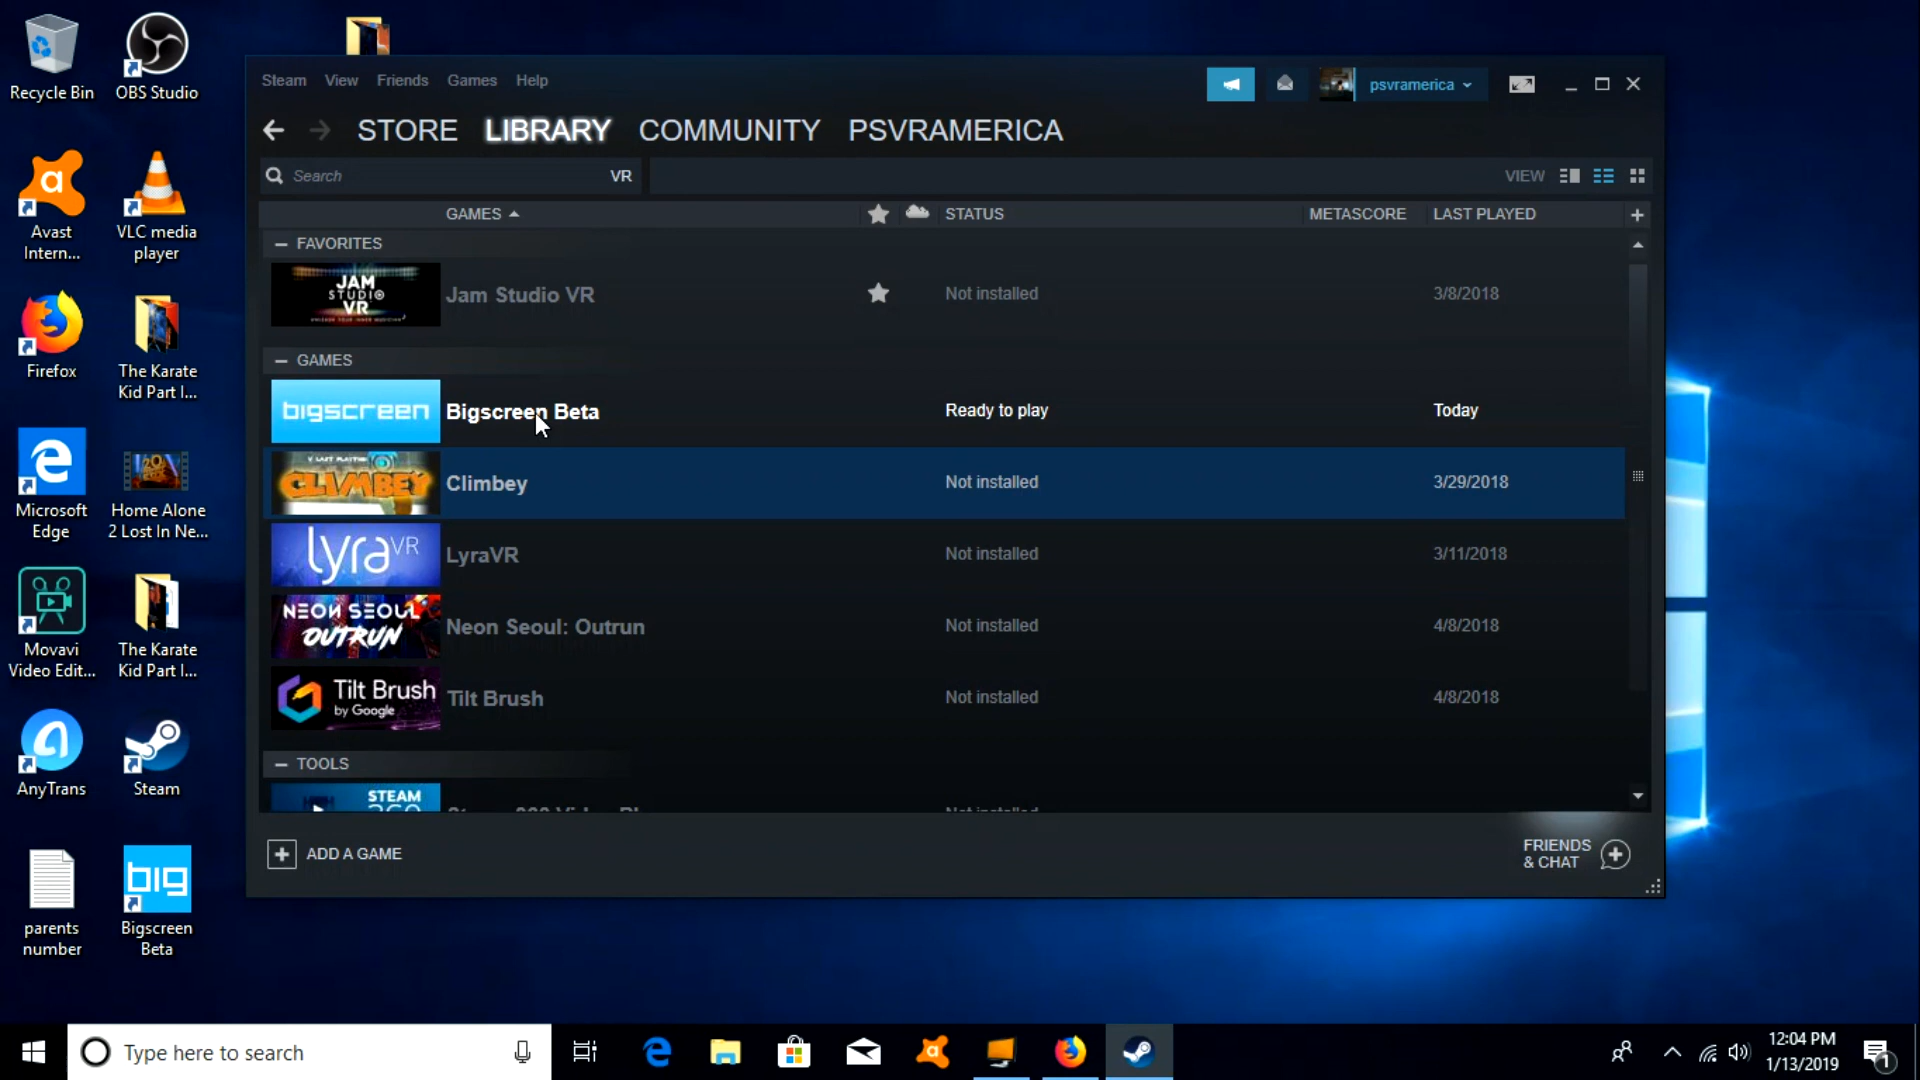 Recycle Bin
OBS Studio
Avast
Intern...
VLC media
player
Firefox
The Karate
Kid Part I...
Microsoft
Edge
Home Alone
2 Lost In Ne...
Movavi
Video Edit...
The Karate
Kid Part I...
AnyTrans
Steam
parents
number
big
Bigscreen
Beta
Steam View Friends Games Help
psvramerica
STORE LIBRARY COMMUNITY PSVRAMERICA
Search VR VIEW
GAMES STATUS METASCORE LAST PLAYED
— FAVORITES
JAM
STUDIO
VR
Jam Studio VR Not installed 3/8/2018
— GAMES
bigscreen Bigscreen Beta Ready to play Today
CLIMBEY Climbey Not installed 3/29/2018
lyraVR LyraVR Not installed 3/11/2018
NEON SEOUL
OUTRUN
Neon Seoul: Outrun Not installed 4/8/2018
Tilt Brush
by Google
Tilt Brush Not installed 4/8/2018
— TOOLS
STEAM
ADD A GAME
FRIENDS
& CHAT
Type here to search
12:04 PM
1/13/2019
1